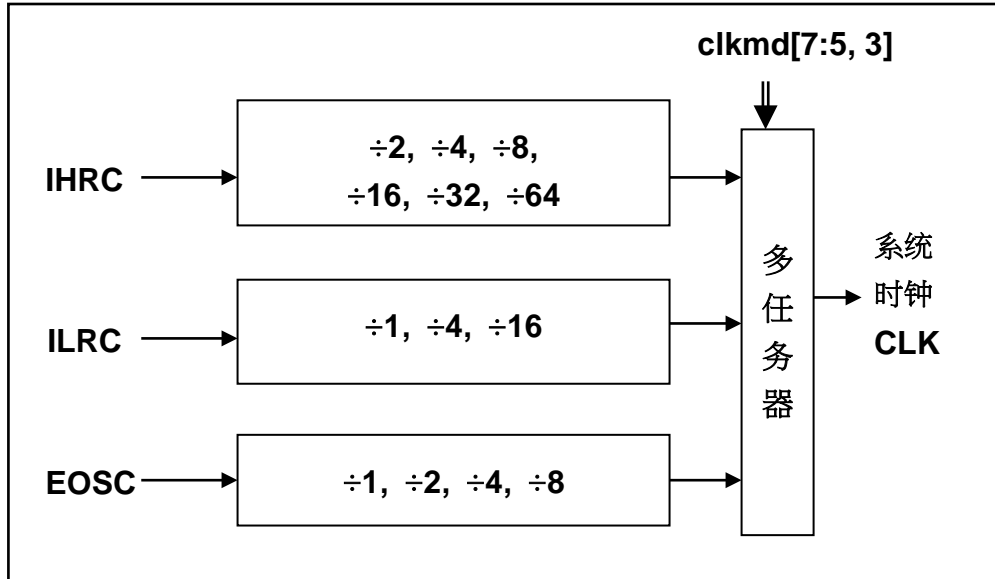 clkmd[7:5, 3]
IHRC
÷2, ÷4, ÷8,
÷16, ÷32, ÷64
ILRC
÷1, ÷4, ÷16
EOSC
÷1, ÷2, ÷4, ÷8
多任务器
系统
时钟
CLK